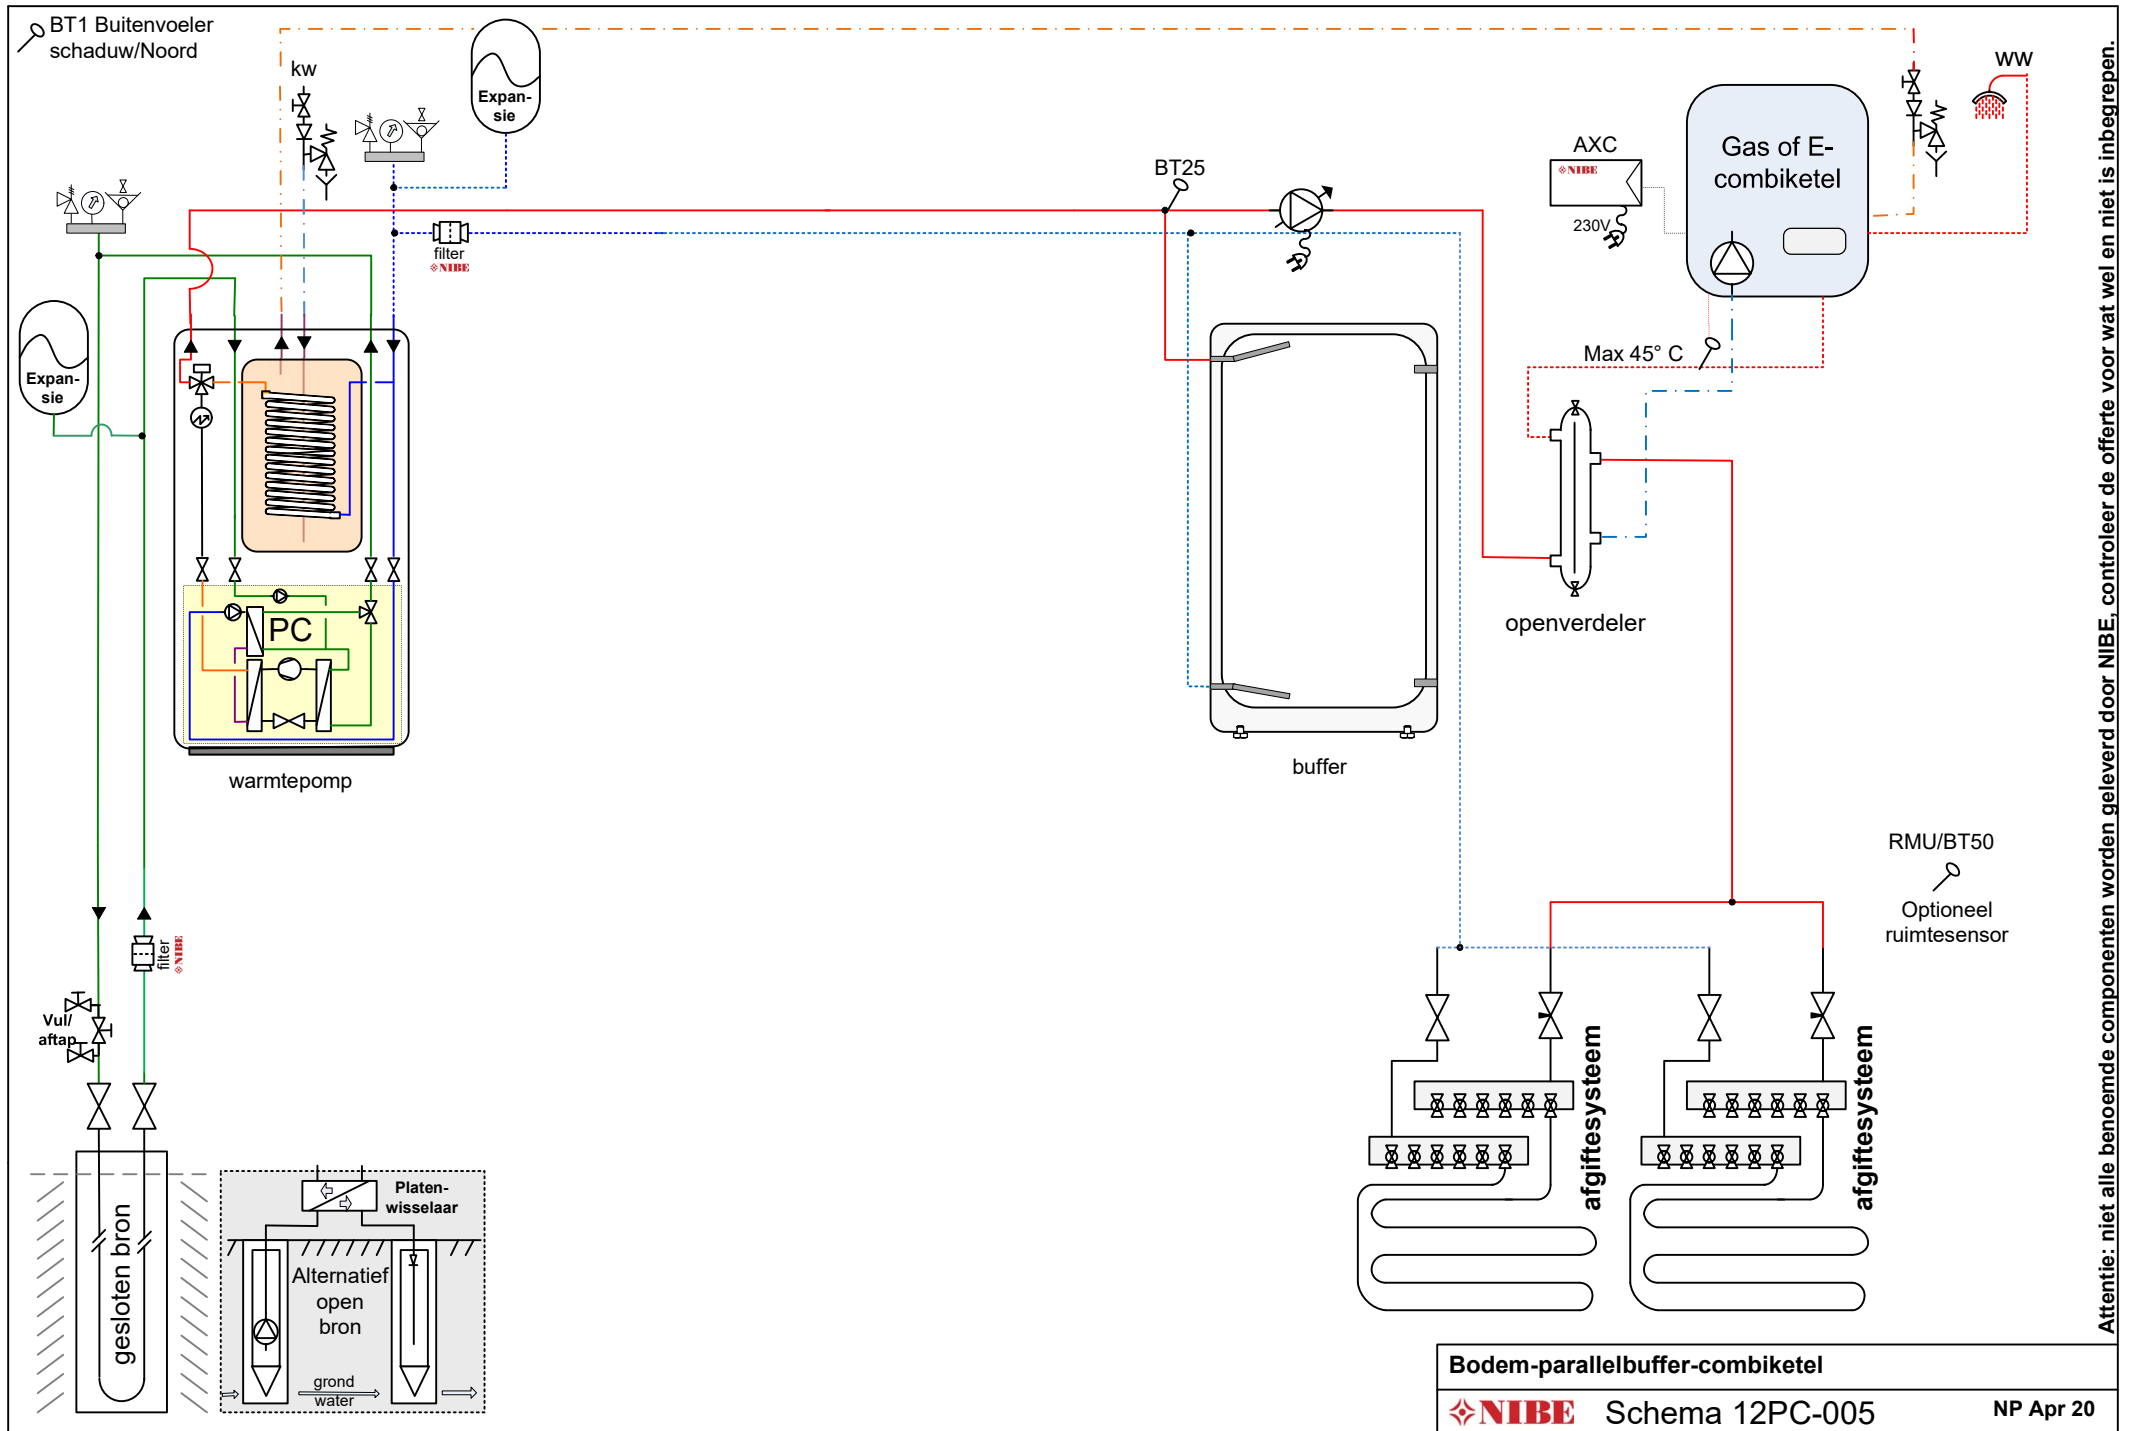 BT1 Buitenvoeler
schaduw/Noord
kw
Expan-
sie
BT25
AXC
NIBE
230V
Gas of E-
combiketel
ww
filter
NIBE
Expan-
sie
Max 45° C
PC
warmtepomp
buffer
openverdeler
RMU/BT50
Optioneel
ruimtesensor
filter
NIBE
Vul/
aftap
afgiftesysteem
afgiftesysteem
gesloten bron
Platen-
wisselaar
Alternatief
open
bron
grond
water
Attentie: niet alle benoemde componenten worden geleverd door NIBE, controleer de offerte voor wat wel en niet is inbegrepen.
Bodem-parallelbuffer-combiketel
NIBE Schema 12PC-005 NP Apr 20